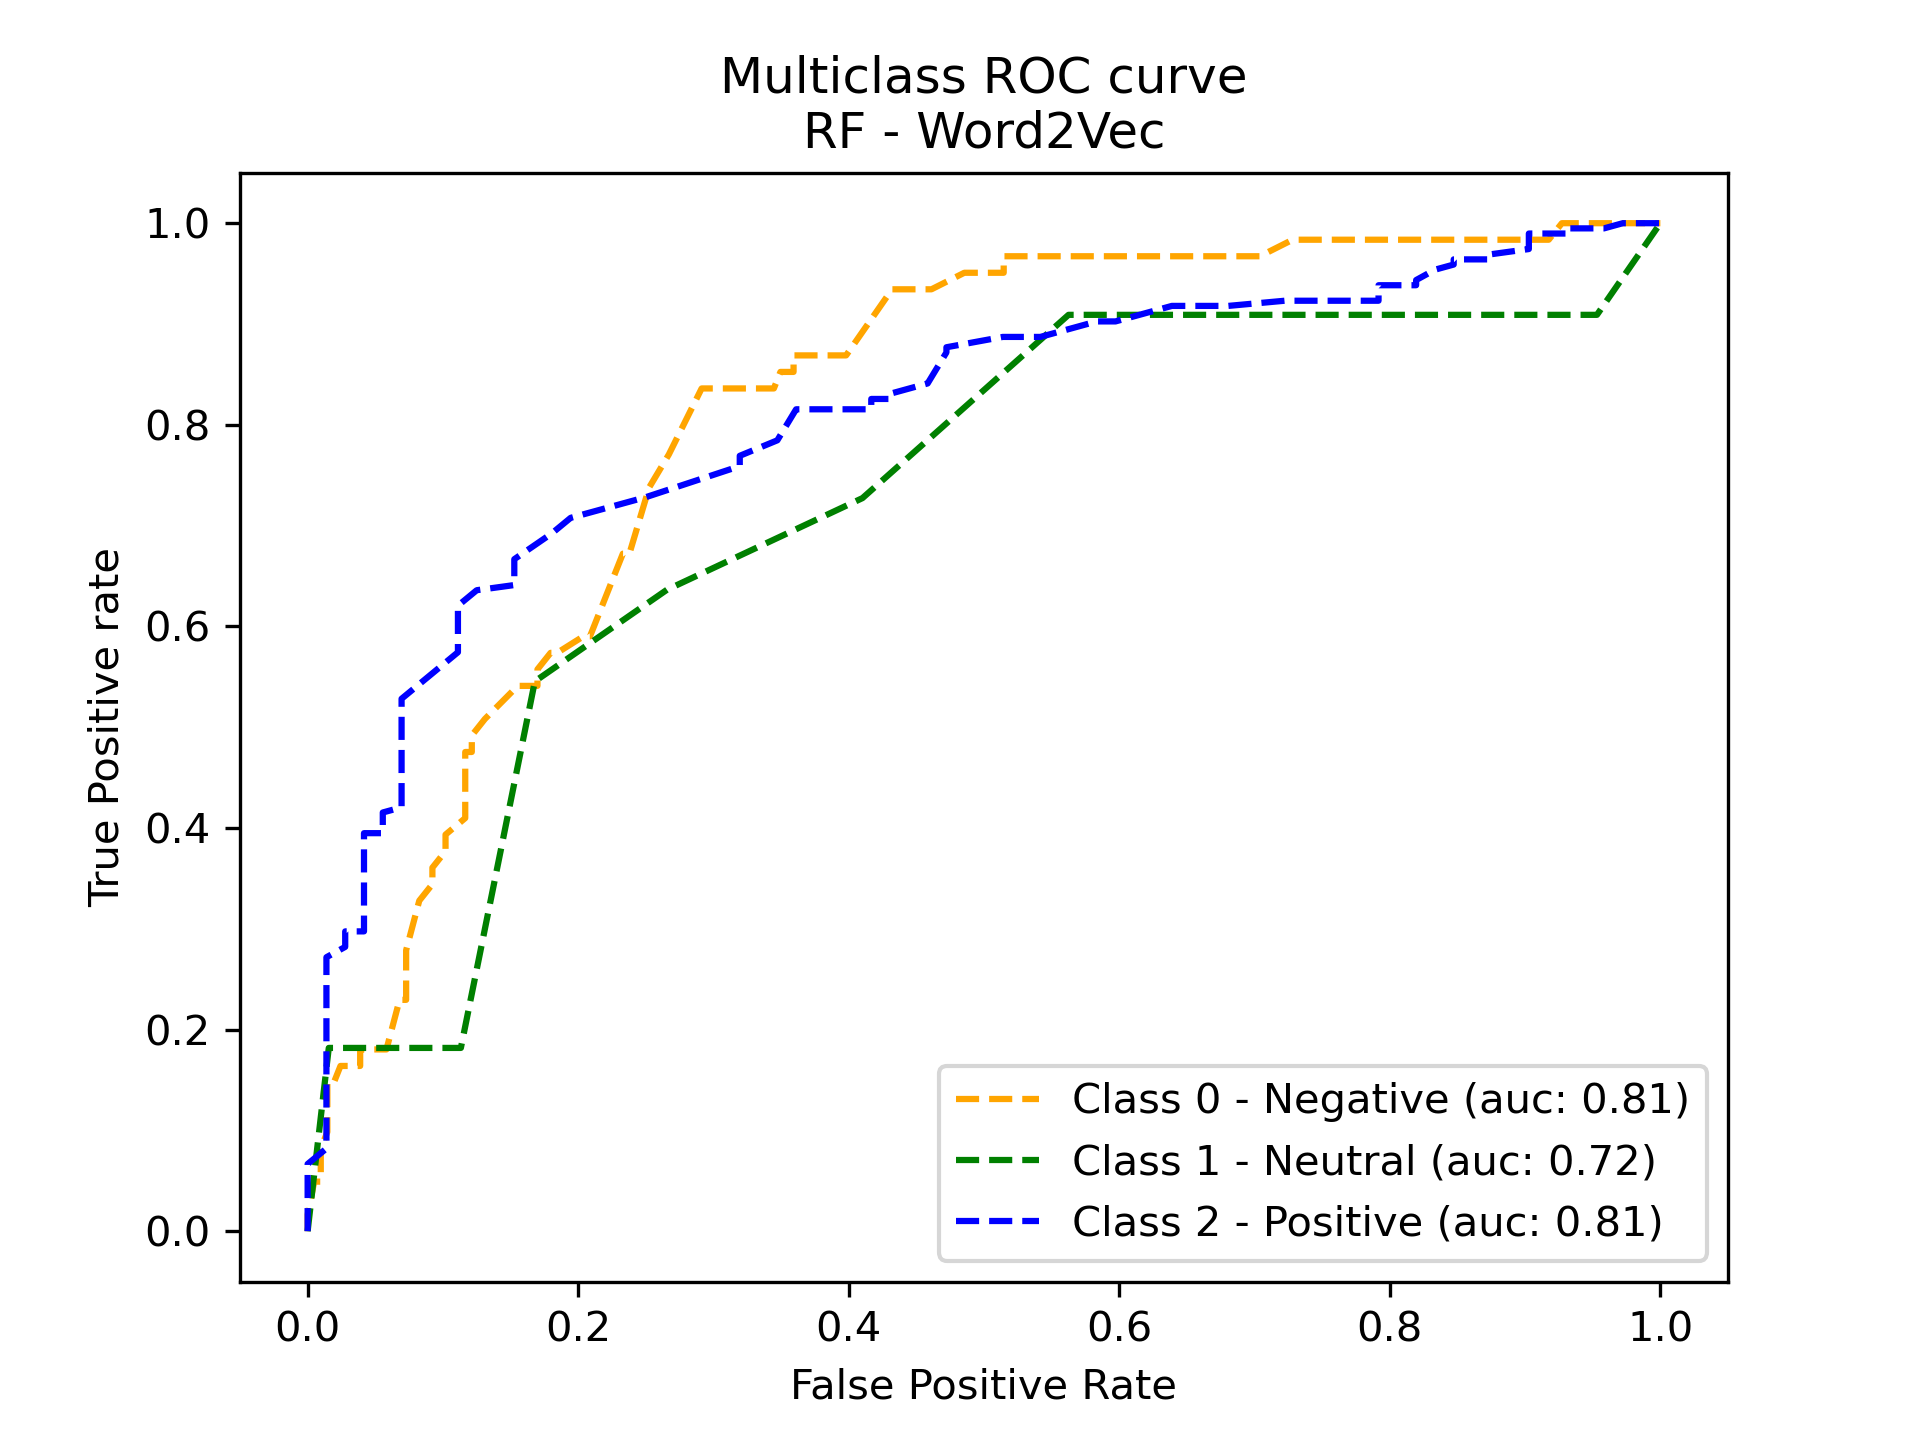 Multiclass ROC curve
RF - Word2Vec
True Positive rate
1.0
0.8
0.6
0.4
0.2
0.0
Class 0 - Negative (auc: 0.81)
Class 1 - Neutral (auc: 0.72)
Class 2 - Positive (auc: 0.81)
0.0 0.2 0.4 0.6 0.8 1.0
False Positive Rate